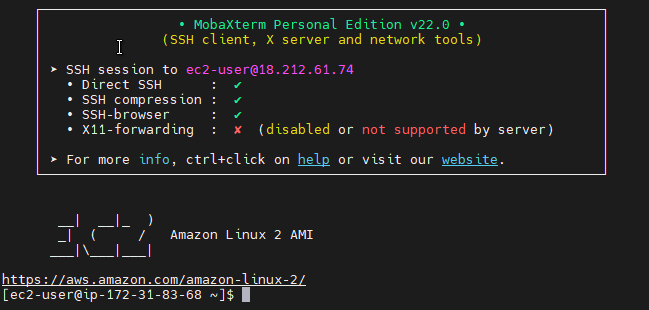 • MobaXterm Personal Edition v22.0 •
(SSH client, X server and network tools)
➤ SSH session to ec2-user@18.212.61.74
• Direct SSH : ✔
• SSH compression : ✔
• SSH-browser : ✔
• X11-forwarding : ✘ (disabled or not supported by server)
➤ For more info, ctrl+click on help or visit our website.
__| __|_ )
_| ( / Amazon Linux 2 AMI
___|\___|___|
https://aws.amazon.com/amazon-linux-2/
[ec2-user@ip-172-31-83-68 ~]$